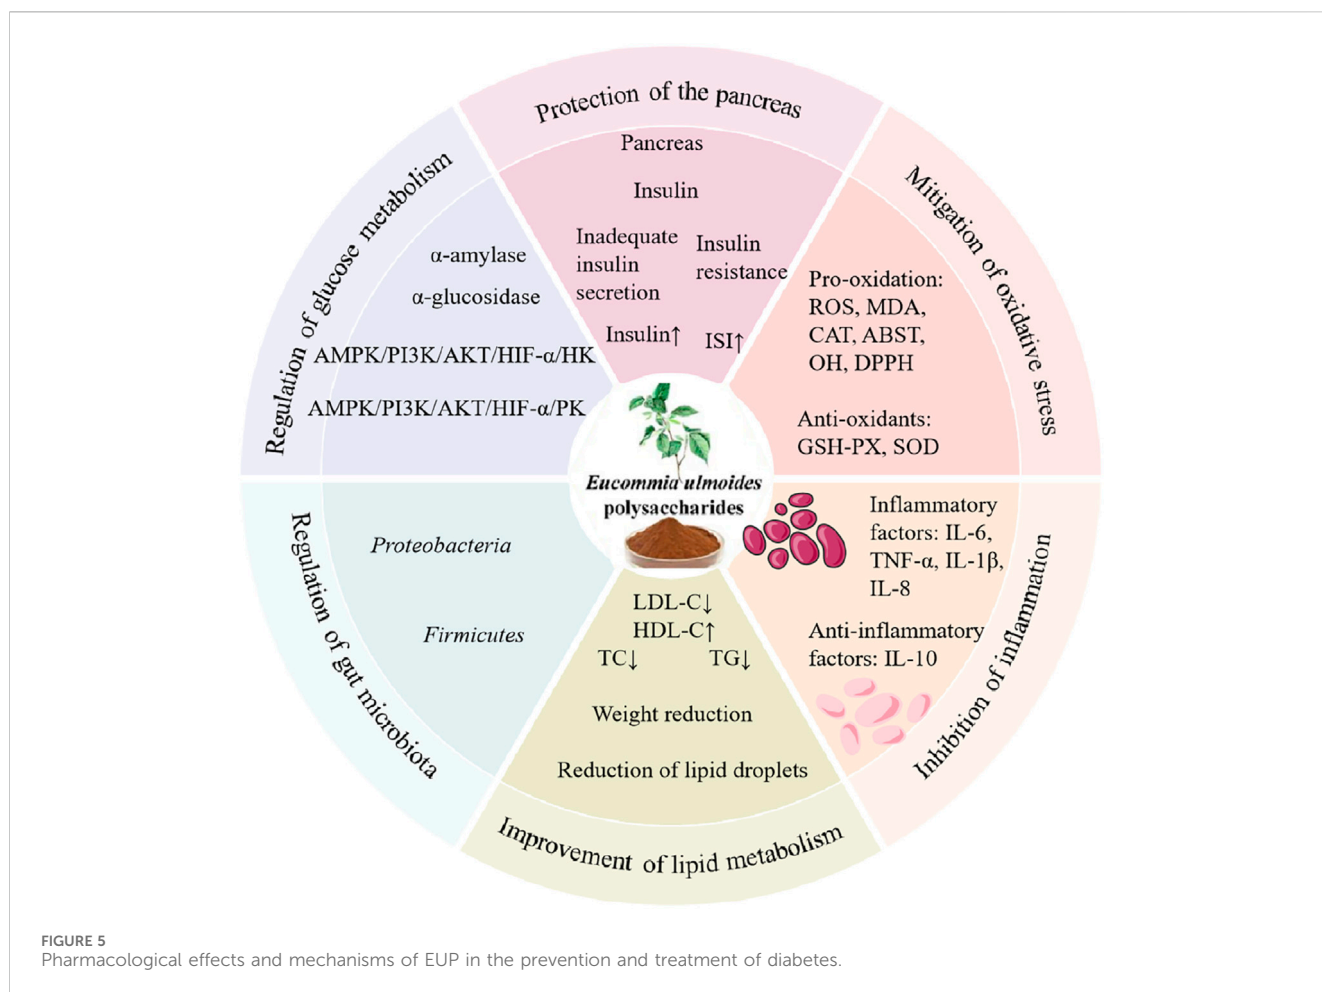 Protection of the pancreas
Pancreas
Insulin
Inadequate
insulin
secretion
Insulin
resistance
Insulin↑
ISI↑
Mitigation of oxidative stress
Pro-oxidation:
ROS, MDA,
CAT, ABST,
OH, DPPH
Anti-oxidants:
GSH-PX, SOD
Inhibition of inflammation
Inflammatory
factors: IL-6,
TNF-α, IL-1β,
IL-8
Anti-inflammatory
factors: IL-10
Improvement of lipid metabolism
LDL-C↓
HDL-C↑
TC↓ TG↓
Weight reduction
Reduction of lipid droplets
Regulation of gut microbiota
Proteobacteria
Firmicutes
Regulation of glucose metabolism
α-amylase
α-glucosidase
AMPK/PI3K/AKT/HIF-α/HK
AMPK/PI3K/AKT/HIF-α/PK
Eucommia ulmoides
polysaccharides
FIGURE 5
Pharmacological effects and mechanisms of EUP in the prevention and treatment of diabetes.